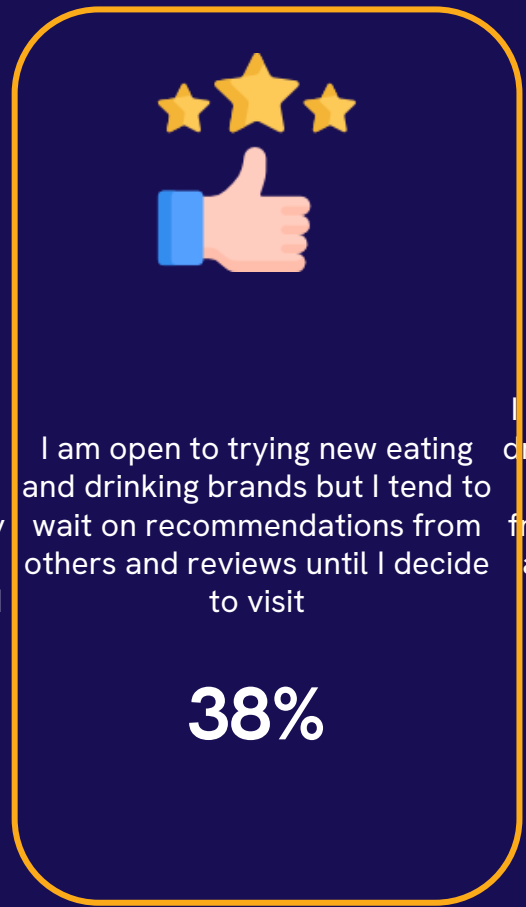 I am open to trying new eating
and drinking brands but I tend to
wait on recommendations from
others and reviews until I decide
to visit
38%